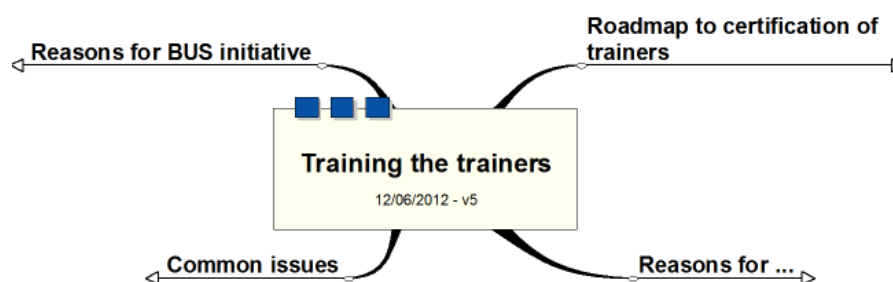 Reasons for BUS initiative
Roadmap to certification of
trainers
Training the trainers
12/06/2012 - v5
Common issues
Reasons for ...